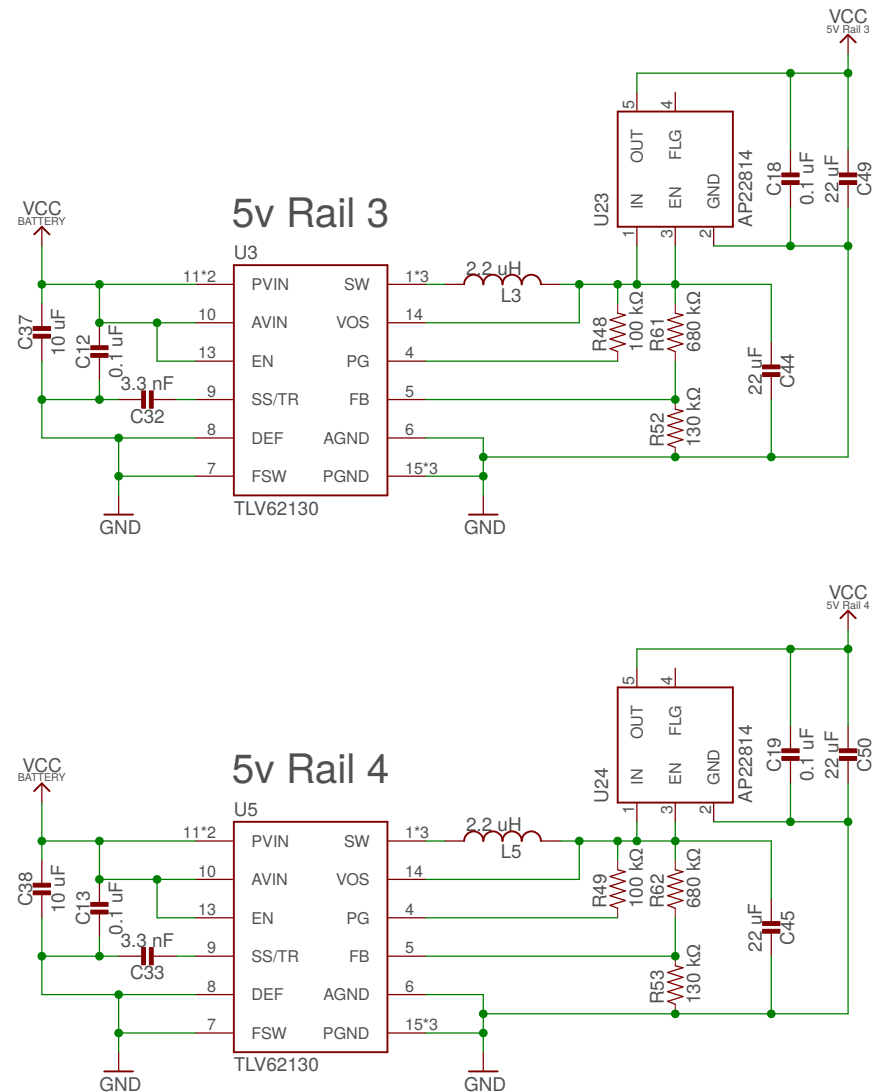 VCC
5V Rail 3
5
4
OUT
FLG
IN
EN
GND
1
3
2
U23
AP22814
C18
0.1 uF
22 uF
C49
VCC
BATTERY
5v Rail 3
U3
11*2
PVIN
SW
1*3
2.2 uH
L3
10
AVIN
VOS
14
13
EN
PG
4
9
SS/TR
FB
5
8
DEF
AGND
6
7
FSW
PGND
15*3
TLV62130
C37
10 uF
C12
0.1 uF
3.3 nF
C32
R48
100 kΩ
R61
680 kΩ
R52
130 kΩ
22 uF
C44
GND
GND
VCC
5V Rail 4
5
4
OUT
FLG
IN
EN
GND
1
3
2
U24
AP22814
C19
0.1 uF
22 uF
C50
VCC
BATTERY
5v Rail 4
U5
11*2
PVIN
SW
1*3
2.2 uH
L5
10
AVIN
VOS
14
13
EN
PG
4
9
SS/TR
FB
5
8
DEF
AGND
6
7
FSW
PGND
15*3
TLV62130
C38
10 uF
C13
0.1 uF
3.3 nF
C33
R49
100 kΩ
R62
680 kΩ
R53
130 kΩ
22 uF
C45
GND
GND